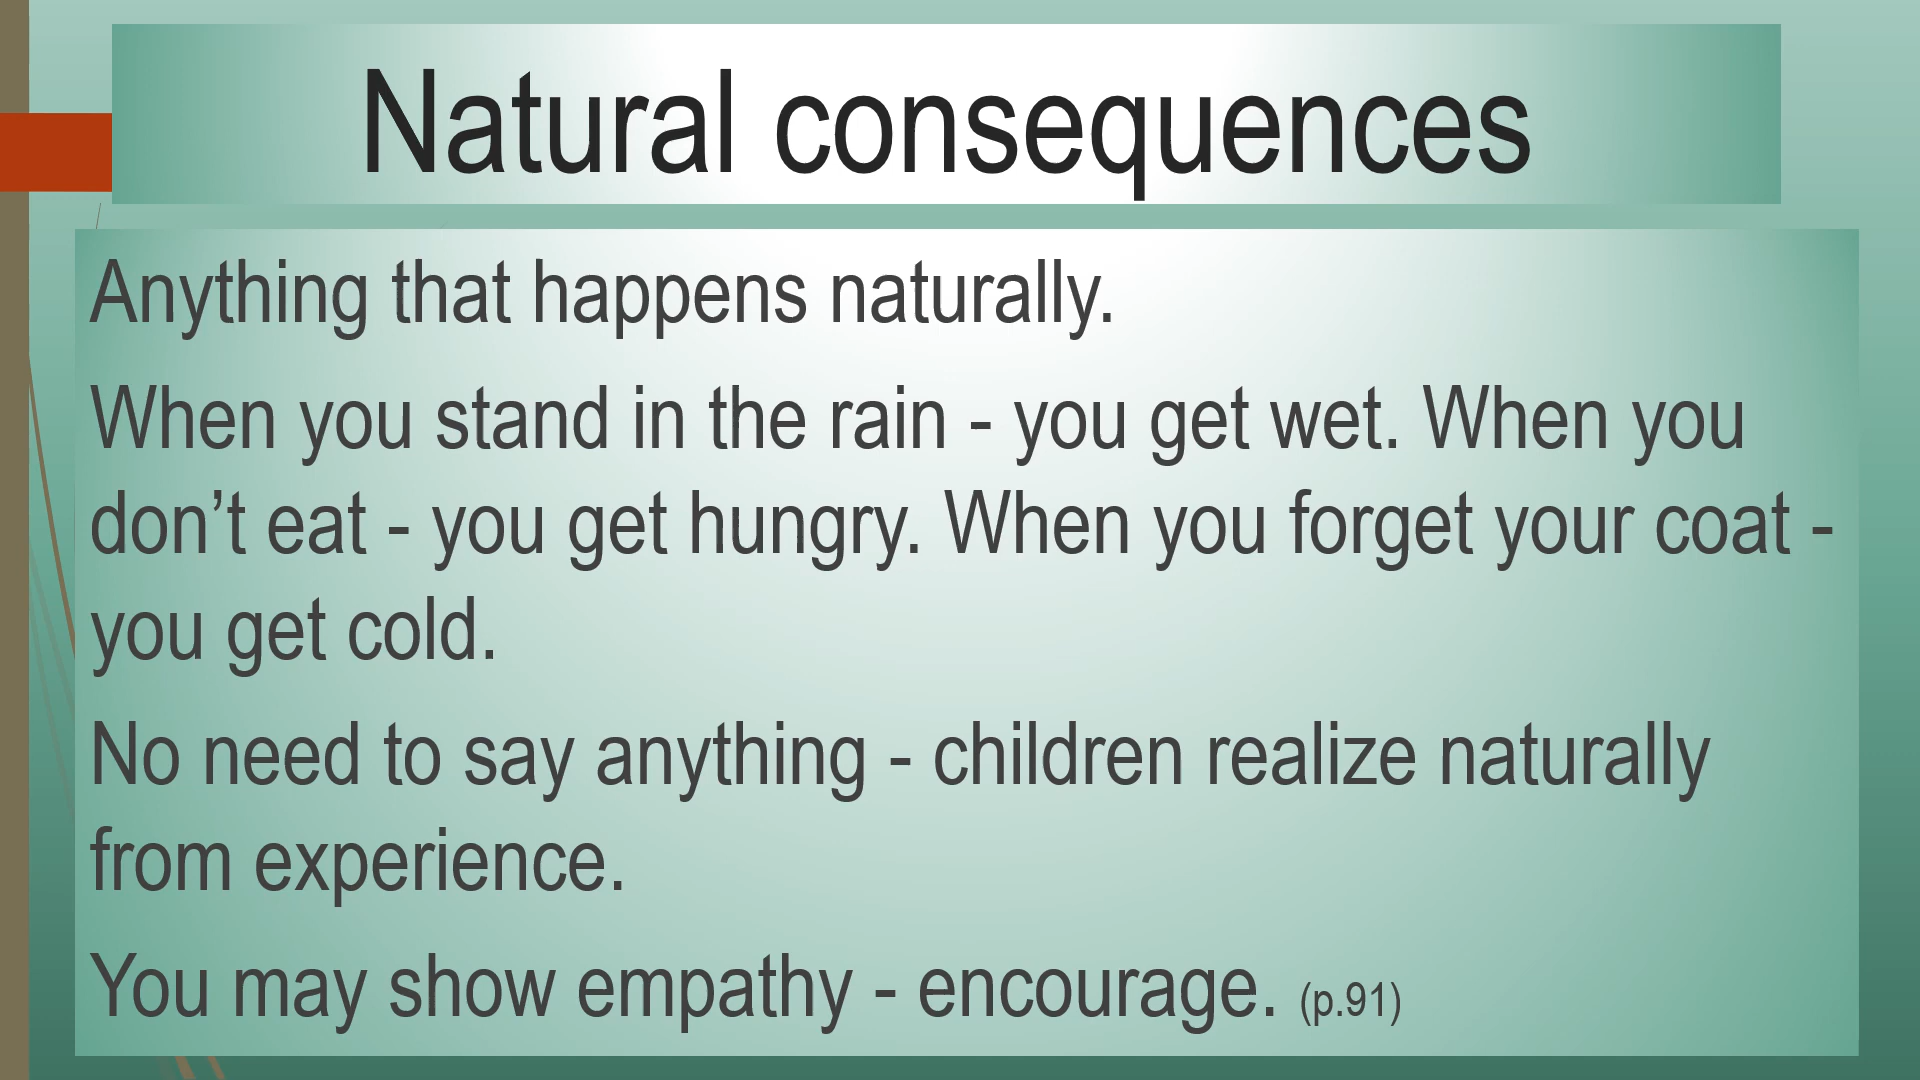 Natural consequences
Anything that happens naturally.
When you stand in the rain - you get wet. When you
don’t eat - you get hungry. When you forget your coat -
you get cold.
No need to say anything - children realize naturally
from experience.
You may show empathy - encourage. (p.91)